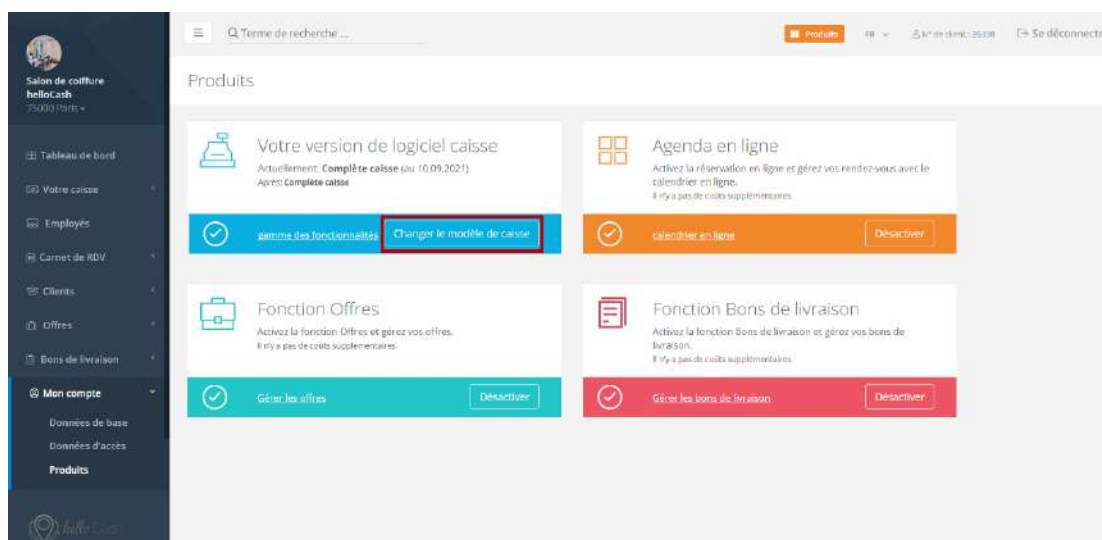 Terme de recherche ...
Produits
FR
N° de client.:
Se déconnecte
Salon de coiffure
helloCash
75000 Paris
Tableau de bord
Votre caisse
Employés
Carnet de RDV
Clients
Offres
Bons de livraison
Mon compte
Données de base
Données d'accès
Produits
hello Cash
Produits
Votre version de logiciel caisse
Actuellement: Complète caisse (au 10.09.2021)
Après: Complète caisse
gamme des fonctionnalités
Changer le modèle de caisse
Agenda en ligne
Activez la réservation en ligne et gérez vos rendez-vous avec le
calendrier en ligne.
Il n'y a pas de coûts supplémentaires.
calendrier en ligne
Désactiver
Fonction Offres
Activez la fonction Offres et gérez vos offres.
Il n'y a pas de coûts supplémentaires.
Gérer les offres
Désactiver
Fonction Bons de livraison
Activez la fonction Bons de livraison et gérez vos bons de
livraison.
Il n'y a pas de coûts supplémentaires.
Gérer les bons de livraison
Désactiver